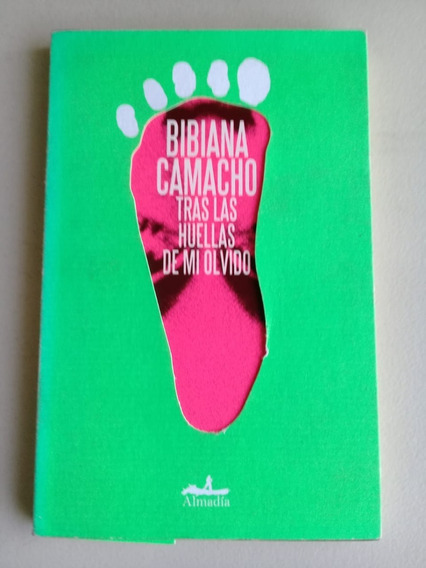 BIBIANA
CAMACHO
TRAS LAS
HUELLAS
DE MI OLVIDO
Almadía